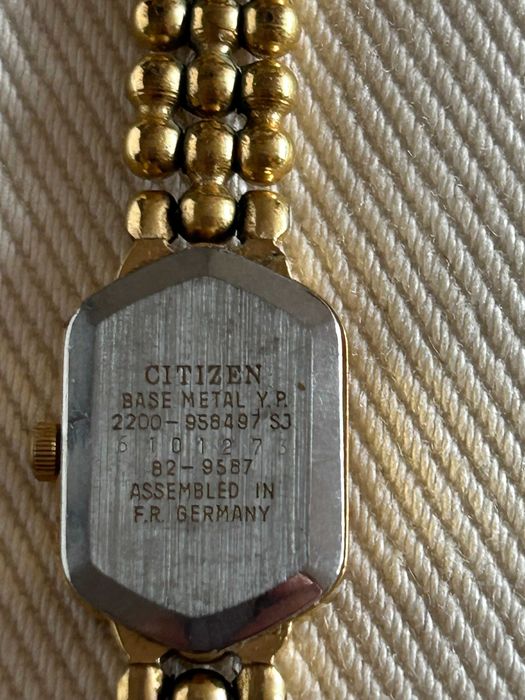 CITIZEN
BASE METAL Y.P.
2200-958497 SJ
6101273
82-9587
ASSEMBLED IN
F.R. GERMANY